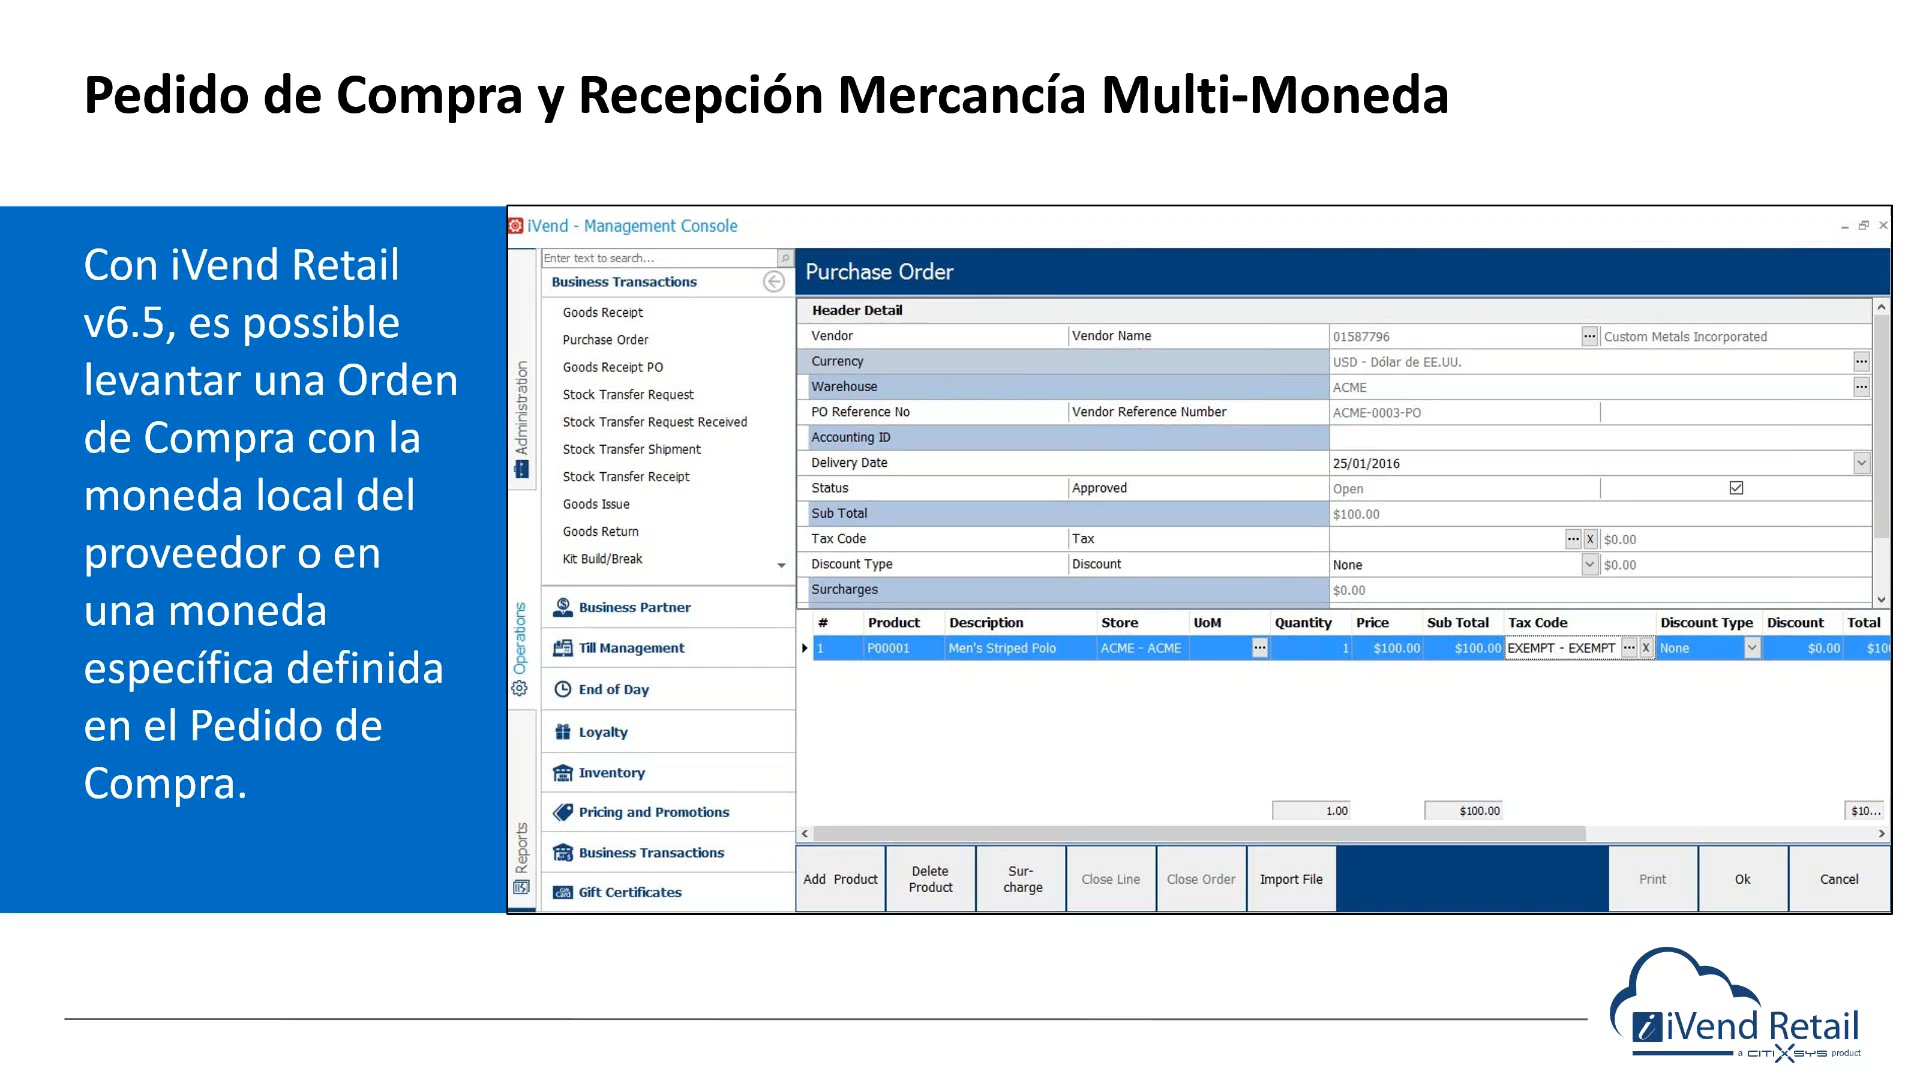 Pedido de Compra y Recepción Mercancía Multi-Moneda
Con iVend Retail
v6.5, es possible
levantar una Orden
de Compra con la
moneda local del
proveedor o en
una moneda
específica definida
en el Pedido de
Compra.
iVend - Management Console
Enter text to search...
Business Transactions
Goods Receipt
Purchase Order
Goods Receipt PO
Stock Transfer Request
Stock Transfer Request Received
Stock Transfer Shipment
Stock Transfer Receipt
Goods Issue
Goods Return
Kit Build/Break
Business Partner
Till Management
End of Day
Loyalty
Inventory
Pricing and Promotions
Business Transactions
Gift Certificates
Administration
Operations
Reports
Purchase Order
Header Detail
Vendor Vendor Name 01587796 ... Custom Metals Incorporated
Currency USD - Dólar de EE.UU. ...
Warehouse ACME ...
PO Reference No Vendor Reference Number ACME-0003-PO
Accounting ID
Delivery Date 25/01/2016
Status Approved Open
Sub Total $100.00
Tax Code Tax ... X $0.00
Discount Type Discount None $0.00
Surcharges $0.00
# Product Description Store UoM Quantity Price Sub Total Tax Code Discount Type Discount Total
1 P00001 Men's Striped Polo ACME - ACME ... 1 $100.00 $100.00 EXEMPT - EXEMPT ... X None $0.00 $10
1.00 $100.00 $10...
Add Product
Delete
Product
Sur-
charge
Close Line
Close Order
Import File
Print
Ok
Cancel
i iVend Retail
a CITIXSYS product